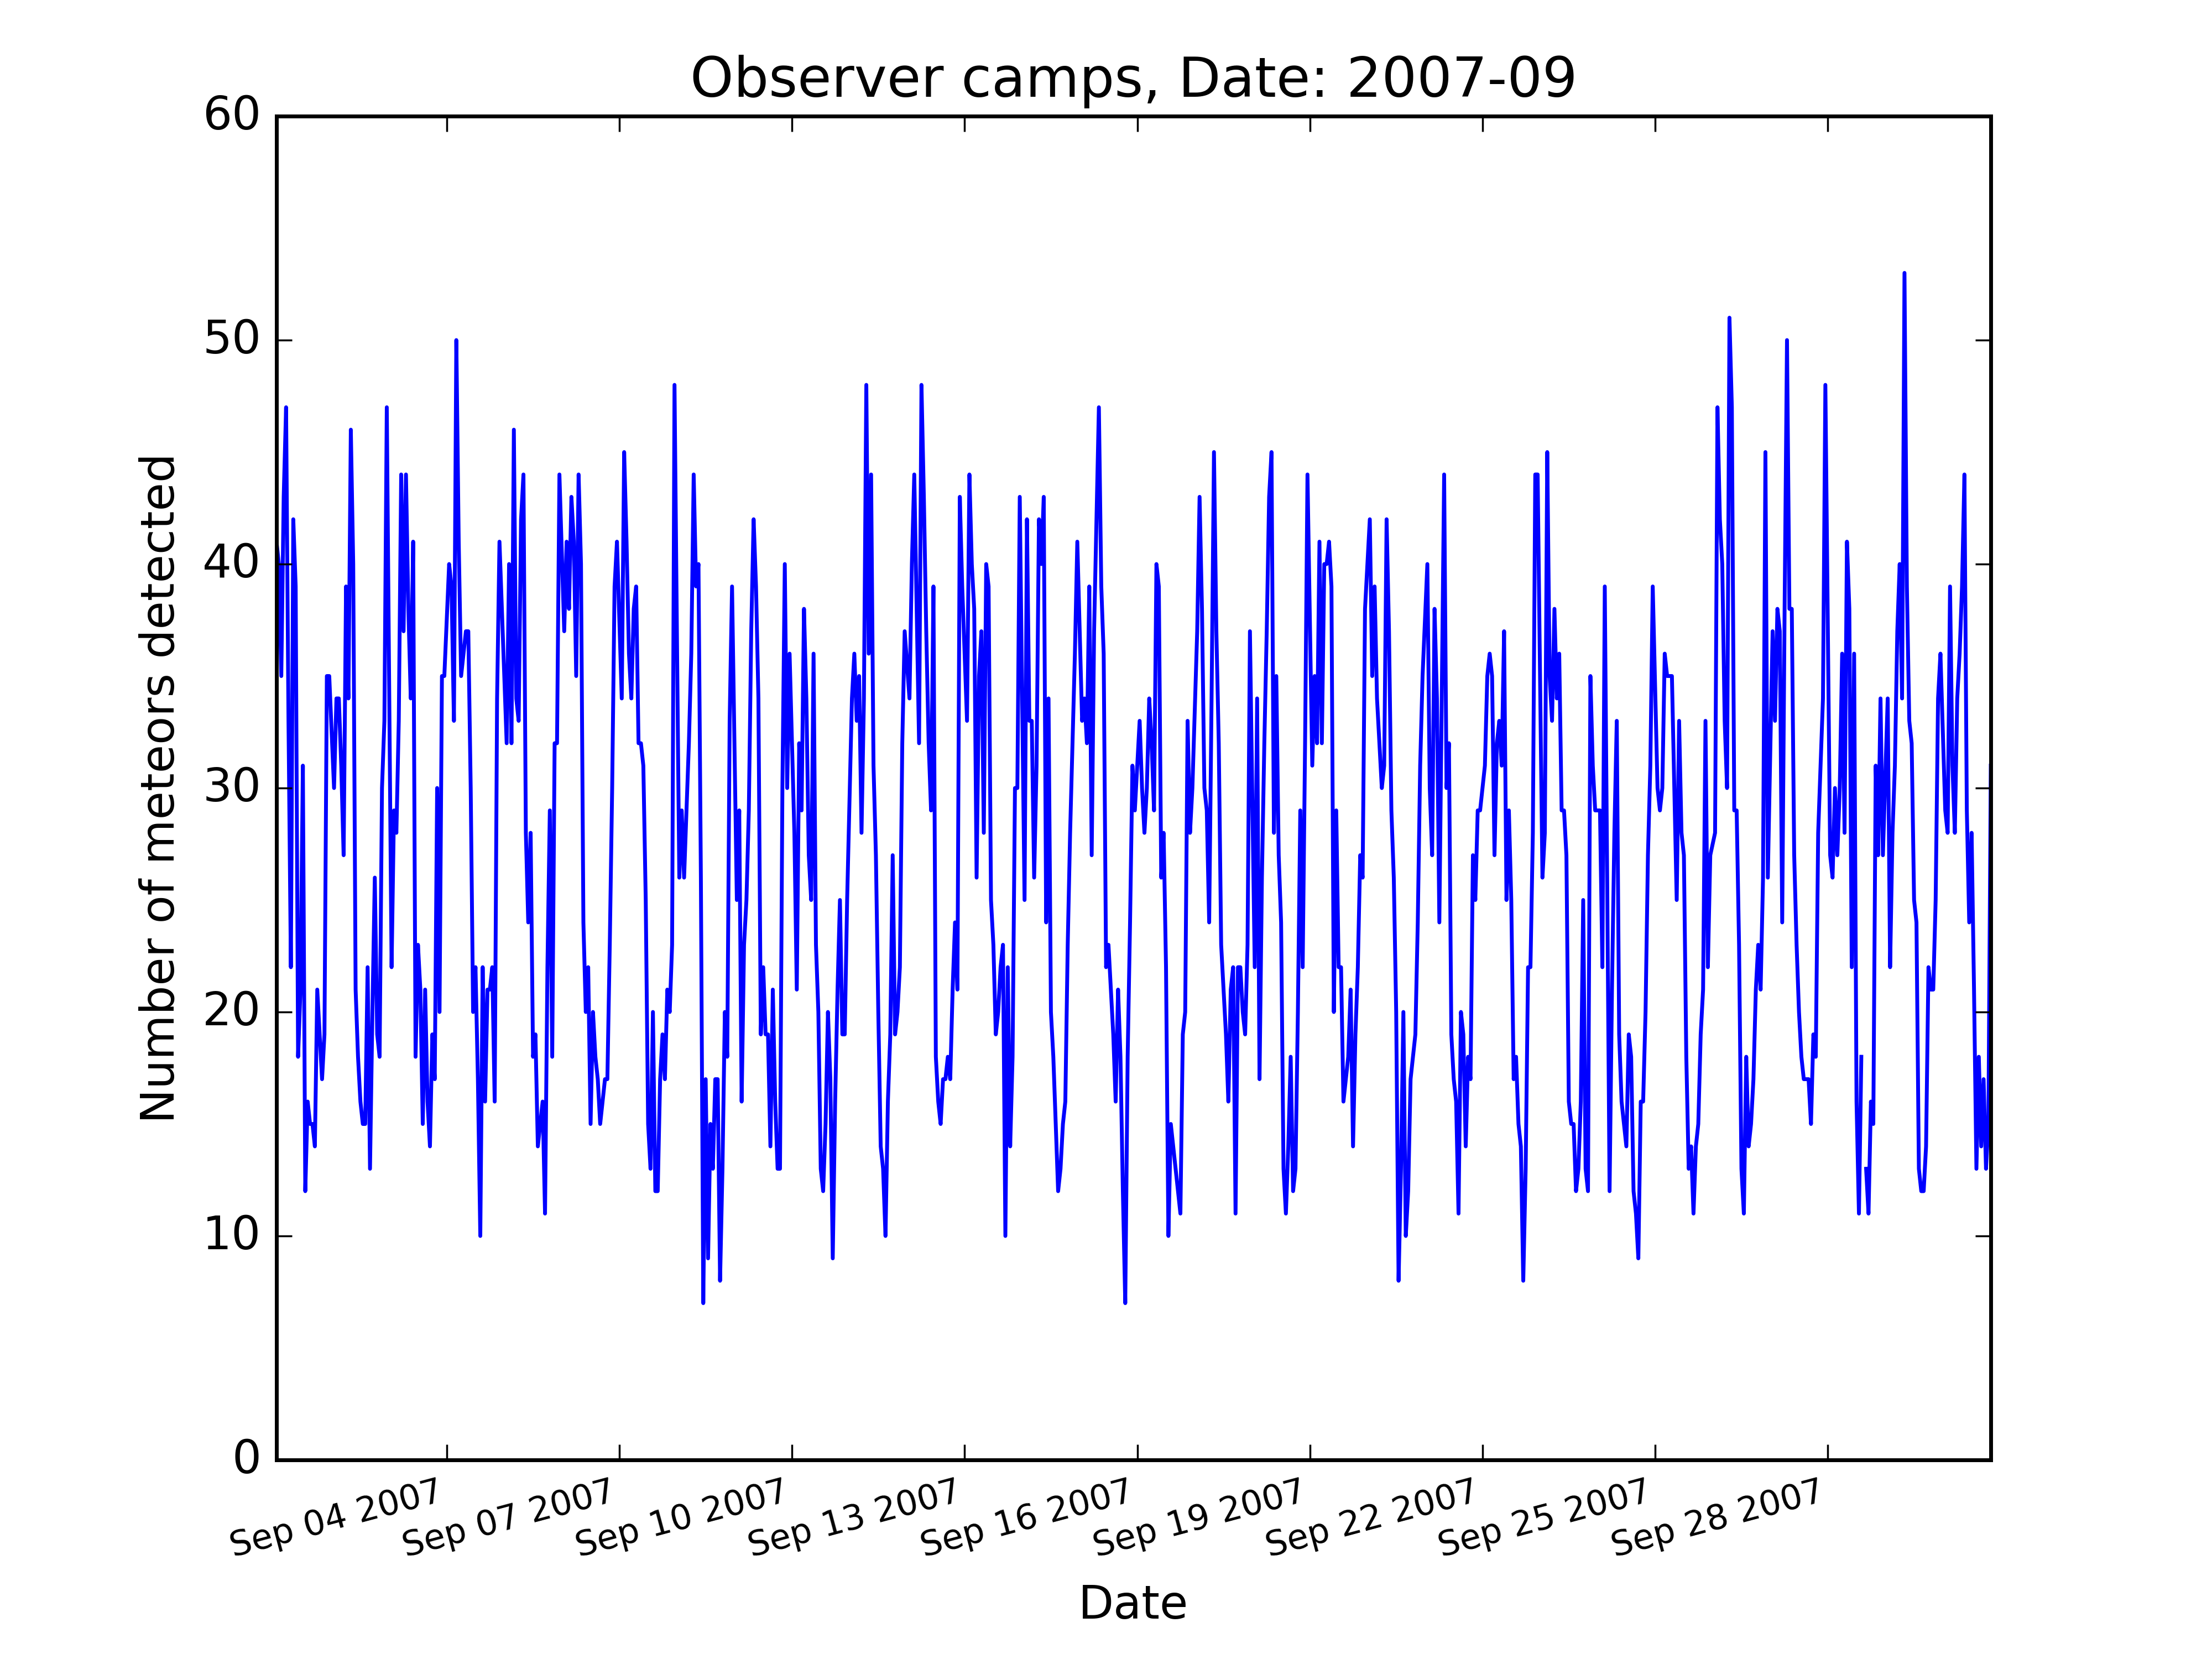 Observer camps, Date: 2007-09
60
50
40
30
20
10
0
Number of meteors detected
Sep 04 2007
Sep 07 2007
Sep 10 2007
Sep 13 2007
Sep 16 2007
Sep 19 2007
Sep 22 2007
Sep 25 2007
Sep 28 2007
Date